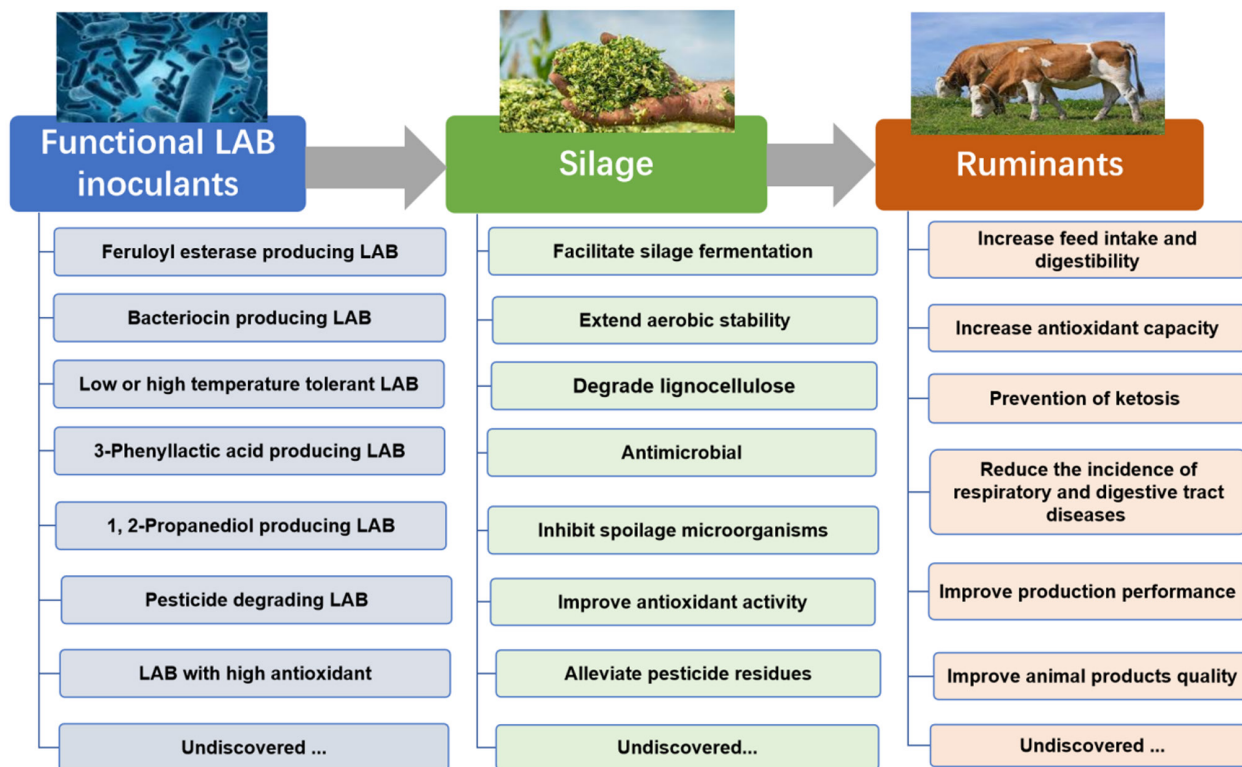 Functional LAB
inoculants
Silage
Ruminants
Feruloyl esterase producing LAB
Bacteriocin producing LAB
Low or high temperature tolerant LAB
3-Phenyllactic acid producing LAB
1, 2-Propanediol producing LAB
Pesticide degrading LAB
LAB with high antioxidant
Undiscovered ...
Facilitate silage fermentation
Extend aerobic stability
Degrade lignocellulose
Antimicrobial
Inhibit spoilage microorganisms
Improve antioxidant activity
Alleviate pesticide residues
Undiscovered...
Increase feed intake and
digestibility
Increase antioxidant capacity
Prevention of ketosis
Reduce the incidence of
respiratory and digestive tract
diseases
Improve production performance
Improve animal products quality
Undiscovered ...